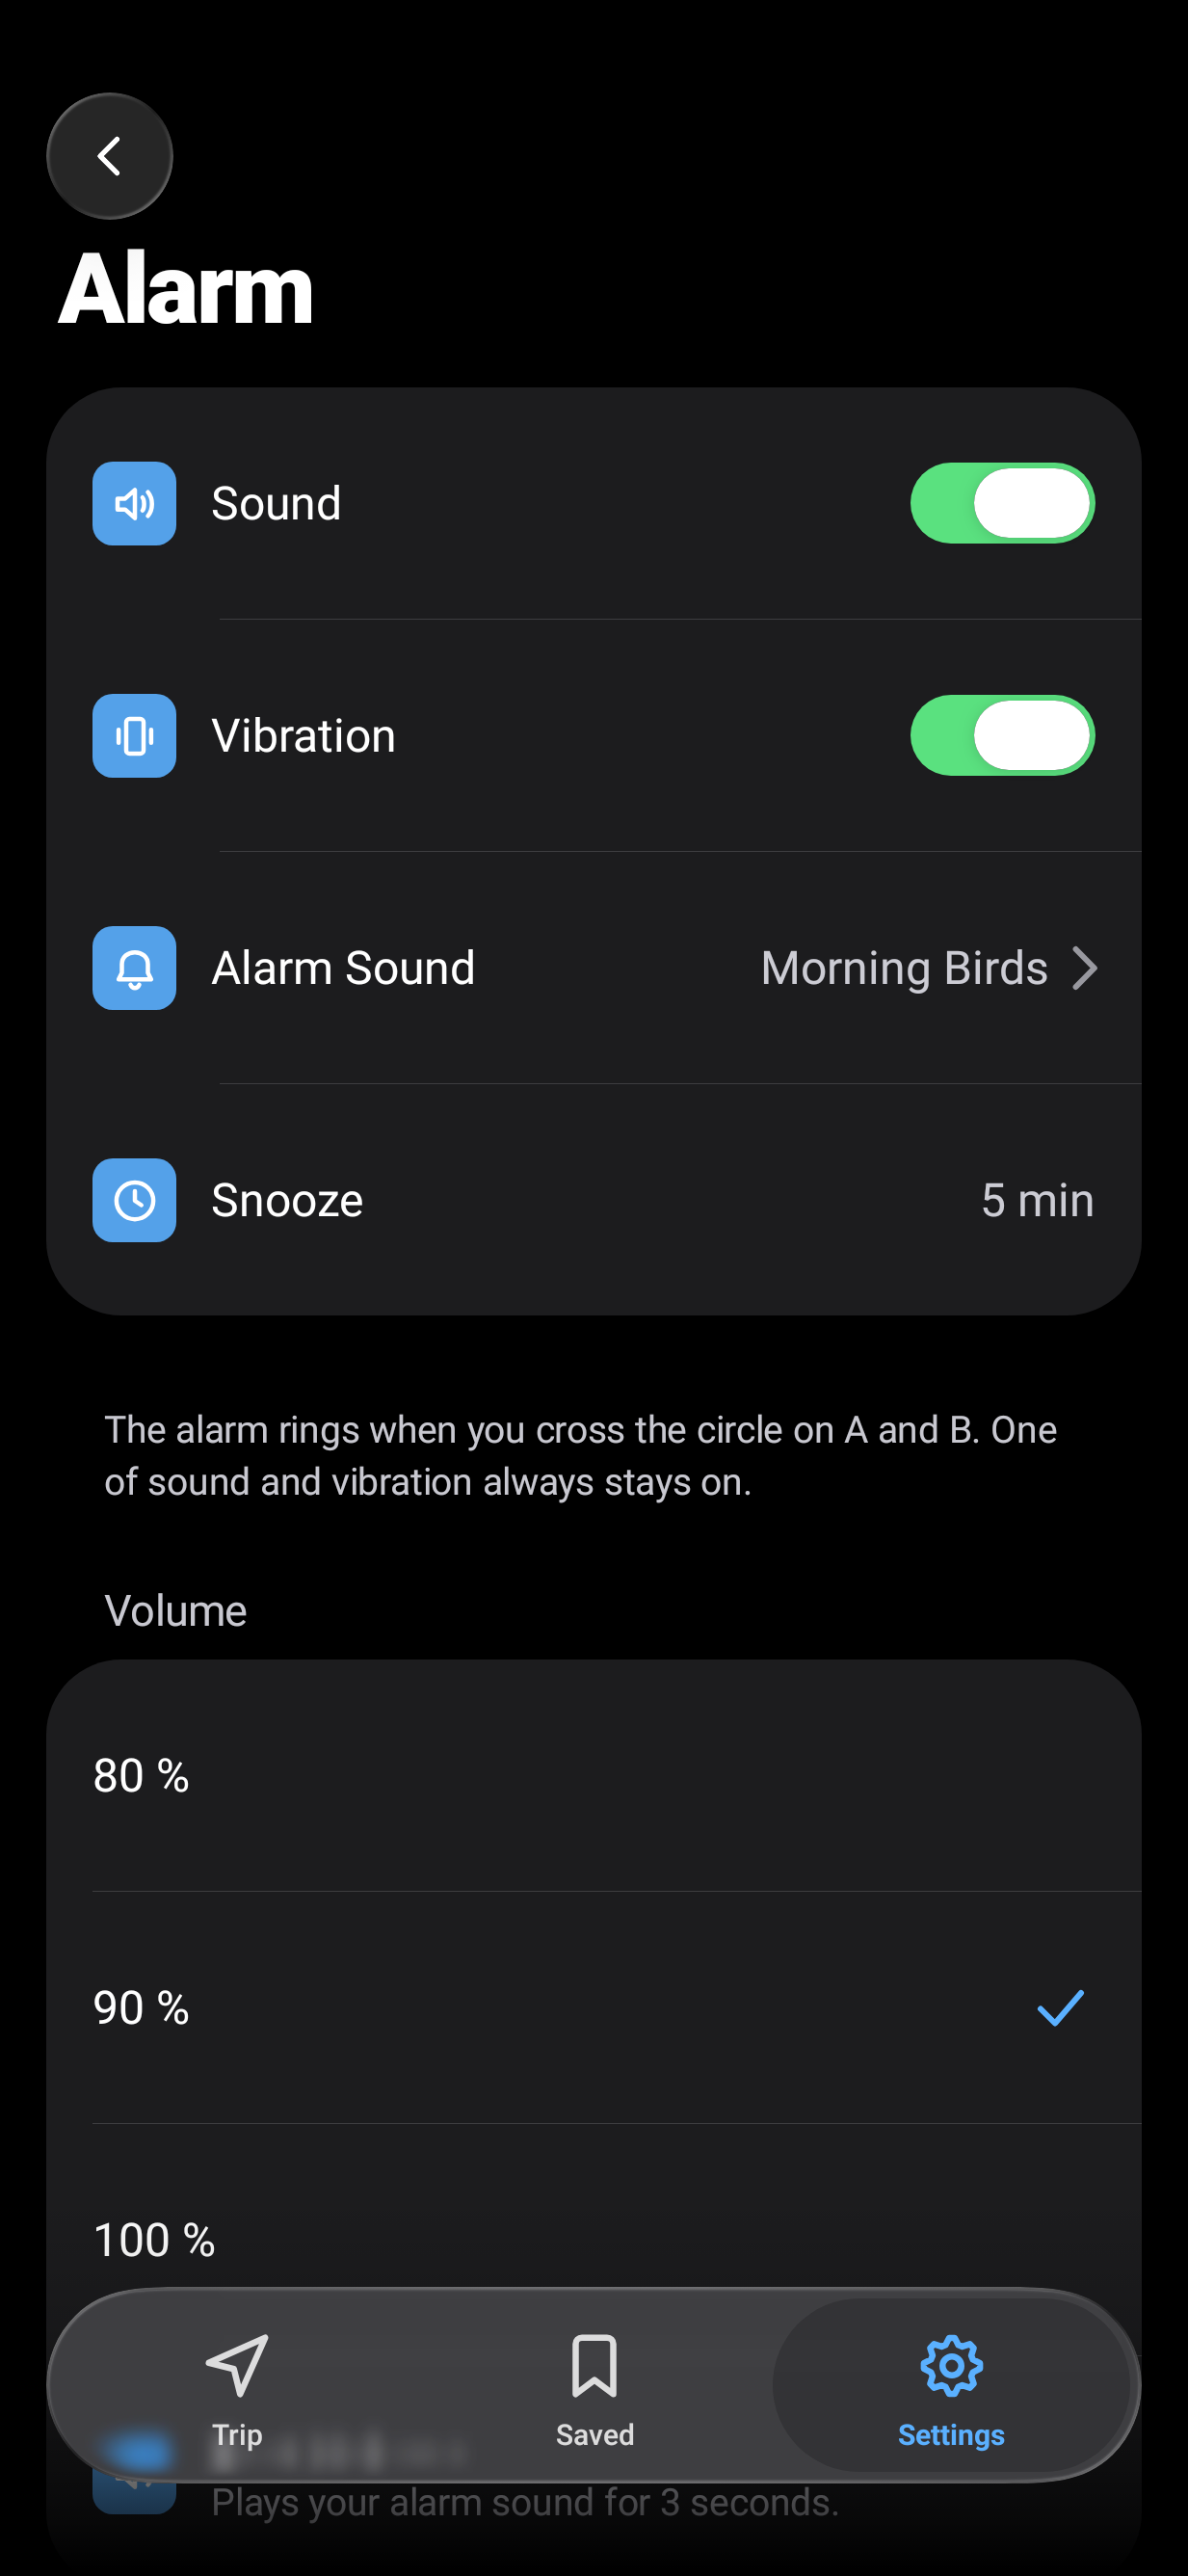 Alarm
Sound
Vibration
Alarm Sound
Morning Birds
Snooze
5 min
The alarm rings when you cross the circle on A and B. One
of sound and vibration always stays on.
Volume
80 %
90 %
100 %
Trip
Saved
Settings
Plays your alarm sound for 3 seconds.